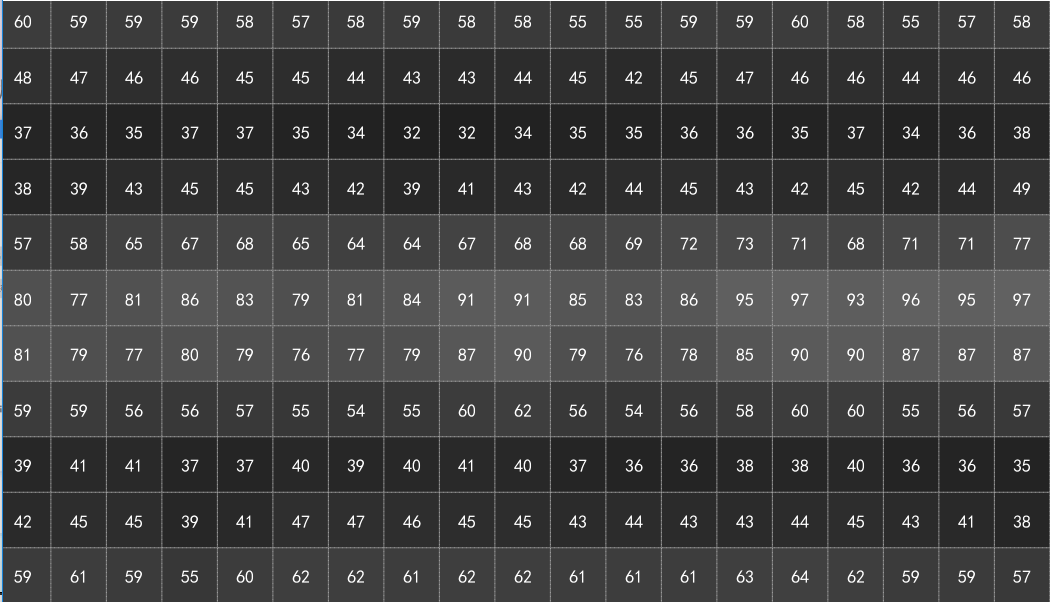 60 59 59 59 58 57 58 59 58 58 55 55 59 59 60 58 55 57 58
48 47 46 46 45 45 44 43 43 44 45 42 45 47 46 46 44 46 46
37 36 35 37 37 35 34 32 32 34 35 35 36 36 35 37 34 36 38
38 39 43 45 45 43 42 39 41 43 42 44 45 43 42 45 42 44 49
57 58 65 67 68 65 64 64 67 68 68 69 72 73 71 68 71 71 77
80 77 81 86 83 79 81 84 91 91 85 83 86 95 97 93 96 95 97
81 79 77 80 79 76 77 79 87 90 79 76 78 85 90 90 87 87 87
59 59 56 56 57 55 54 55 60 62 56 54 56 58 60 60 55 56 57
39 41 41 37 37 40 39 40 41 40 37 36 36 38 38 40 36 36 35
42 45 45 39 41 47 47 46 45 45 43 44 43 43 44 45 43 41 38
59 61 59 55 60 62 62 61 62 62 61 61 61 63 64 62 59 59 57